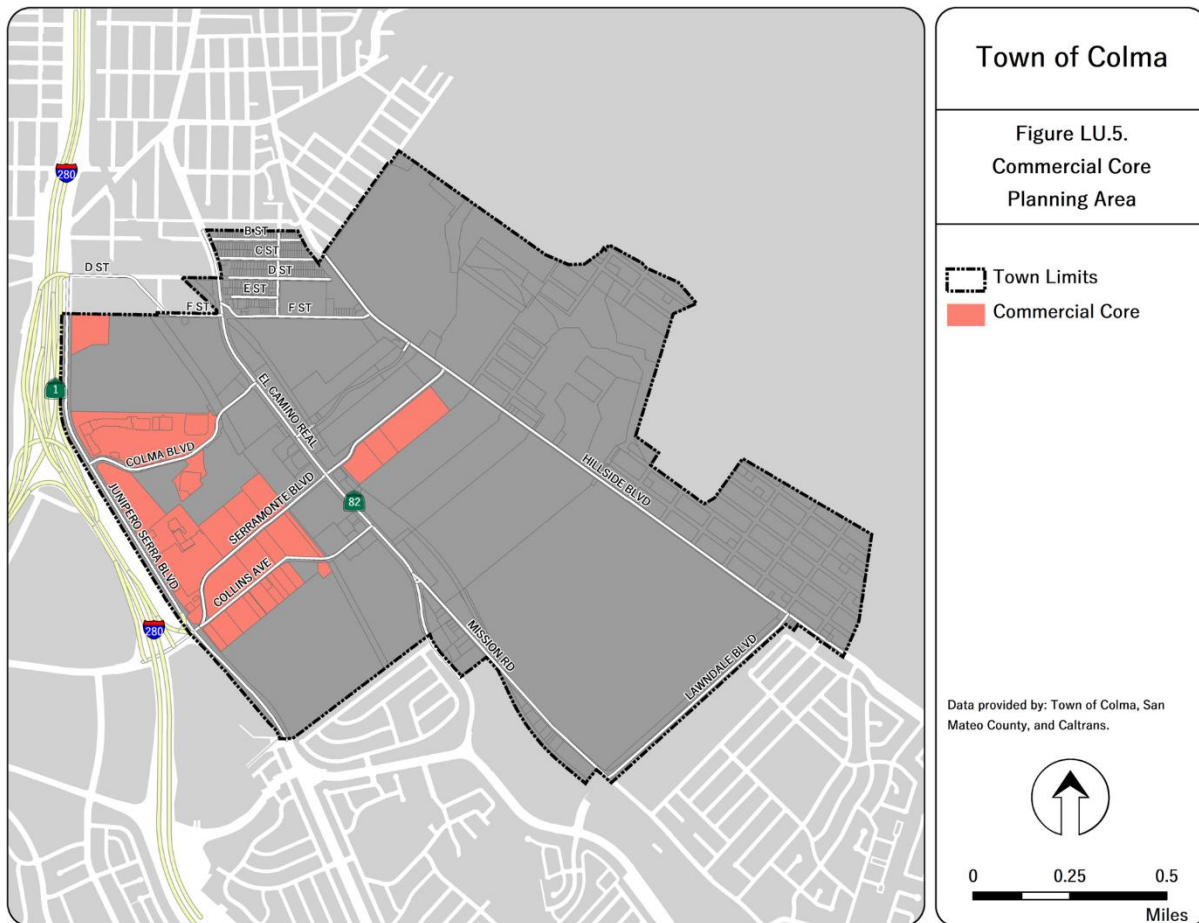 Town of Colma
Figure LU.5.
Commercial Core
Planning Area
Town Limits
Commercial Core
Data provided by: Town of Colma, San
Mateo County, and Caltrans.
0 0.25 0.5
Miles
280
B ST
C ST
D ST
D ST
E ST
F ST
F ST
1
EL CAMINO REAL
COLMA BLVD
SERRAMONTE BLVD
82
HILLSIDE BLVD
JUNIPERO SERRA BLVD
COLLINS AVE
280
MISSION RD
LAWNDALE BLVD